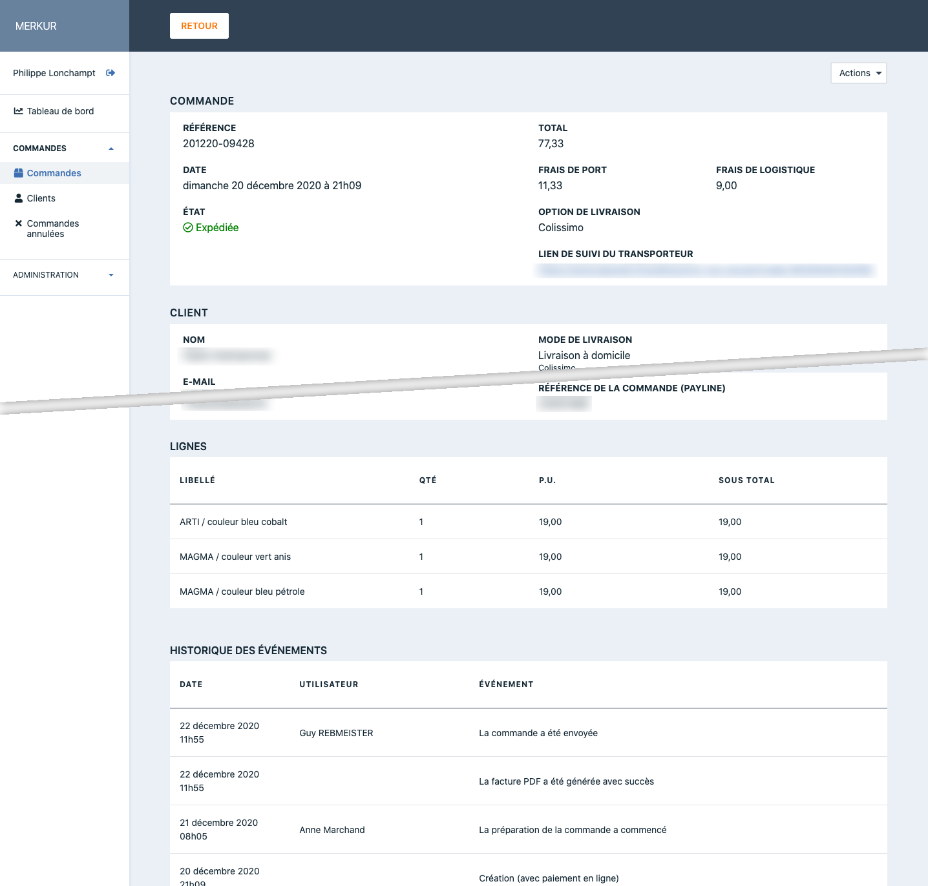 MERKUR
RETOUR
Philippe Lonchampt
Actions
Tableau de bord
COMMANDES
Commandes
Clients
Commandes
annulées
ADMINISTRATION
COMMANDE
RÉFÉRENCE
201220-09428
TOTAL
77,33
DATE
dimanche 20 décembre 2020 à 21h09
FRAIS DE PORT
11,33
FRAIS DE LOGISTIQUE
9,00
ÉTAT
Expédiée
OPTION DE LIVRAISON
Colissimo
LIEN DE SUIVI DU TRANSPORTEUR
CLIENT
NOM
MODE DE LIVRAISON
Livraison à domicile
Colissimo
E-MAIL
RÉFÉRENCE DE LA COMMANDE (PAYLINE)
LIGNES
LIBELLÉ QTÉ P.U. SOUS TOTAL
ARTI / couleur bleu cobalt 1 19,00 19,00
MAGMA / couleur vert anis 1 19,00 19,00
MAGMA / couleur bleu pétrole 1 19,00 19,00
HISTORIQUE DES ÉVÉNEMENTS
DATE UTILISATEUR ÉVÉNEMENT
22 décembre 2020
11h55
Guy REBMEISTER
La commande a été envoyée
22 décembre 2020
11h55
La facture PDF a été générée avec succès
21 décembre 2020
08h05
Anne Marchand
La préparation de la commande a commencé
20 décembre 2020
21h09
Création (avec paiement en ligne)